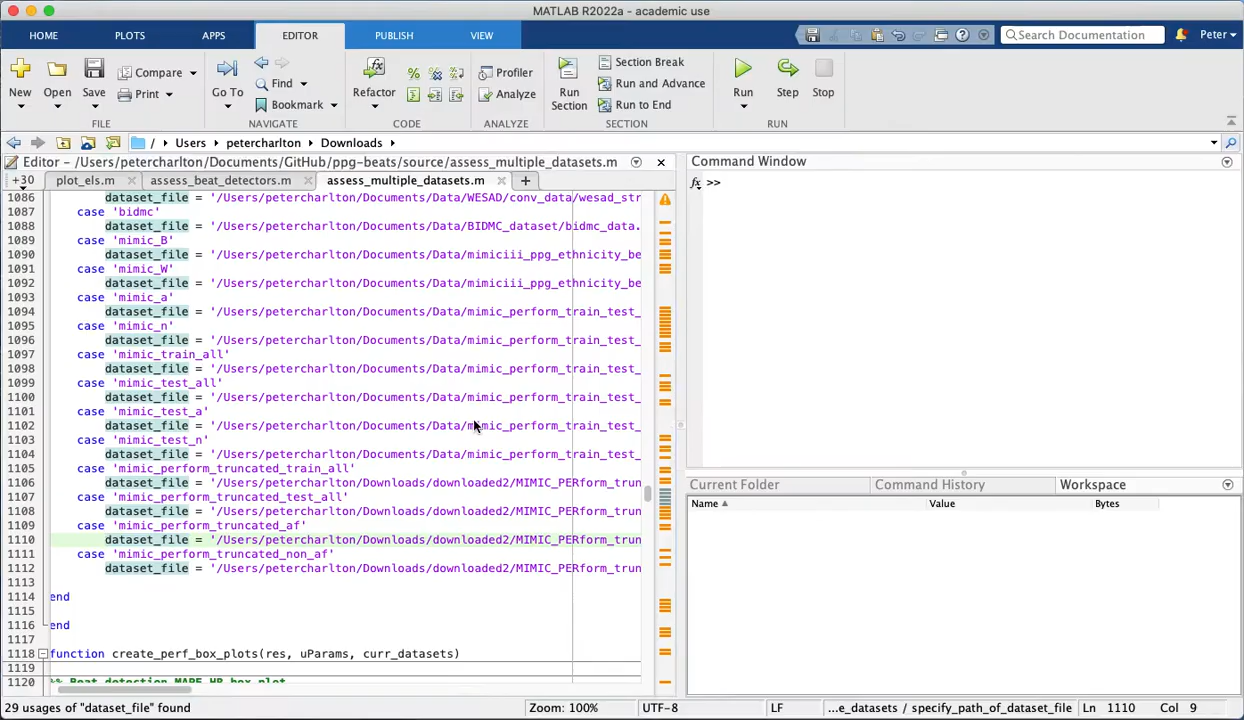 MATLAB R2022a - academic use
HOME PLOTS APPS EDITOR PUBLISH VIEW Search Documentation Peter
New Open Save Compare Print Go To Find Bookmark Refactor Profiler Analyze Run Section Section Break Run and Advance Run to End Run Step Stop
FILE NAVIGATE CODE ANALYZE SECTION RUN
/ Users petercharlton Downloads
Editor - /Users/petercharlton/Documents/GitHub/ppg-beats/source/assess_multiple_datasets.m
+30 plot_els.m assess_beat_detectors.m assess_multiple_datasets.m
1086 dataset_file = '/Users/petercharlton/Documents/Data/WESAD/conv_data/wesad_str
1087 case 'bidmc'
1088 dataset_file = '/Users/petercharlton/Documents/Data/BIDMC_dataset/bidmc_data.
1089 case 'mimic_B'
1090 dataset_file = '/Users/petercharlton/Documents/Data/mimiciii_ppg_ethnicity_be
1091 case 'mimic_W'
1092 dataset_file = '/Users/petercharlton/Documents/Data/mimiciii_ppg_ethnicity_be
1093 case 'mimic_a'
1094 dataset_file = '/Users/petercharlton/Documents/Data/mimic_perform_train_test_
1095 case 'mimic_n'
1096 dataset_file = '/Users/petercharlton/Documents/Data/mimic_perform_train_test_
1097 case 'mimic_train_all'
1098 dataset_file = '/Users/petercharlton/Documents/Data/mimic_perform_train_test_
1099 case 'mimic_test_all'
1100 dataset_file = '/Users/petercharlton/Documents/Data/mimic_perform_train_test_
1101 case 'mimic_test_a'
1102 dataset_file = '/Users/petercharlton/Documents/Data/mimic_perform_train_test_
1103 case 'mimic_test_n'
1104 dataset_file = '/Users/petercharlton/Documents/Data/mimic_perform_train_test_
1105 case 'mimic_perform_truncated_train_all'
1106 dataset_file = '/Users/petercharlton/Downloads/downloaded2/MIMIC_PERform_trun
1107 case 'mimic_perform_truncated_test_all'
1108 dataset_file = '/Users/petercharlton/Downloads/downloaded2/MIMIC_PERform_trun
1109 case 'mimic_perform_truncated_af'
1110 dataset_file = '/Users/petercharlton/Downloads/downloaded2/MIMIC_PERform_trun
1111 case 'mimic_perform_truncated_non_af'
1112 dataset_file = '/Users/petercharlton/Downloads/downloaded2/MIMIC_PERform_trun
1113
1114 end
1115
1116 end
1117
1118 function create_perf_box_plots(res, uParams, curr_datasets)
1119
1120 %% Beat detection MAPE HR box plot
Command Window
fx >>
Current Folder Command History Workspace
Name Value Bytes
29 usages of "dataset_file" found Zoom: 100% UTF-8 LF ...e_datasets / specify_path_of_dataset_file Ln 1110 Col 9